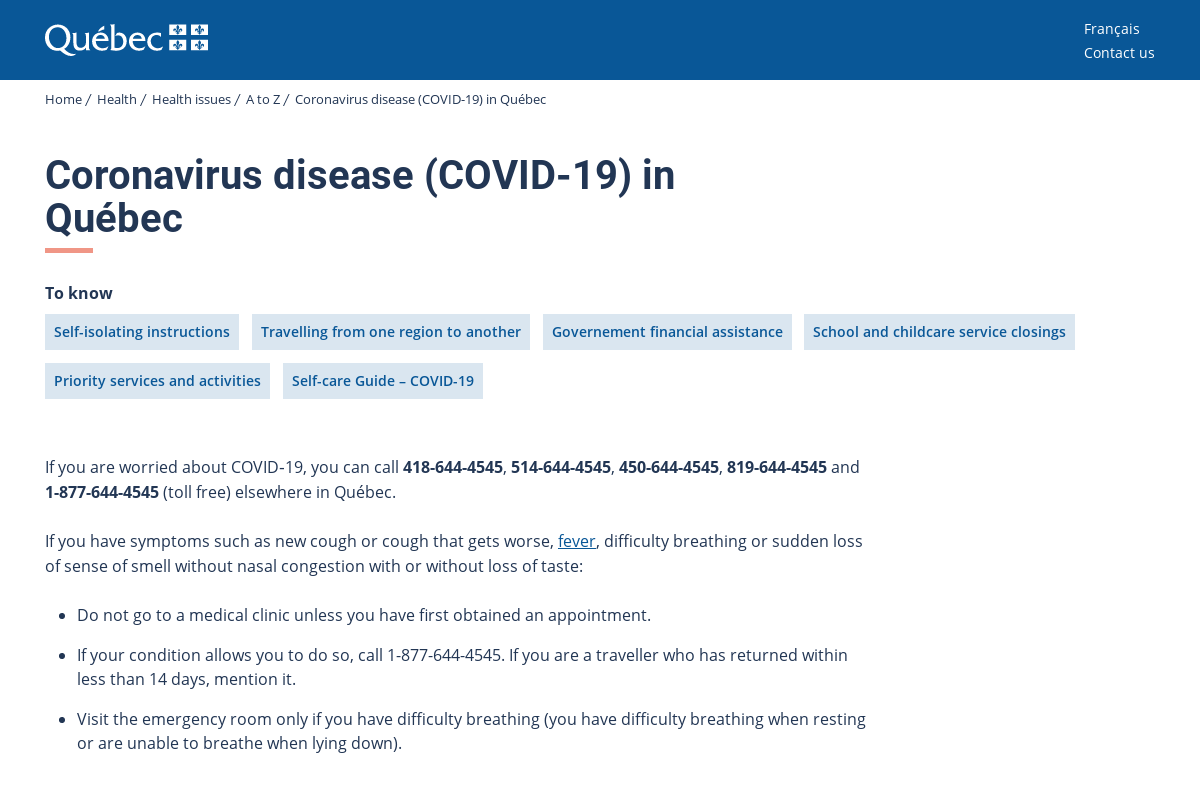 Québec
Français
Contact us
Home / Health / Health issues / A to Z / Coronavirus disease (COVID-19) in Québec
Coronavirus disease (COVID-19) in
Québec
To know
Self-isolating instructions Travelling from one region to another Governement financial assistance School and childcare service closings
Priority services and activities Self-care Guide – COVID-19
If you are worried about COVID-19, you can call 418-644-4545, 514-644-4545, 450-644-4545, 819-644-4545 and
1-877-644-4545 (toll free) elsewhere in Québec.
If you have symptoms such as new cough or cough that gets worse, fever, difficulty breathing or sudden loss
of sense of smell without nasal congestion with or without loss of taste:
• Do not go to a medical clinic unless you have first obtained an appointment.
• If your condition allows you to do so, call 1-877-644-4545. If you are a traveller who has returned within
less than 14 days, mention it.
• Visit the emergency room only if you have difficulty breathing (you have difficulty breathing when resting
or are unable to breathe when lying down).